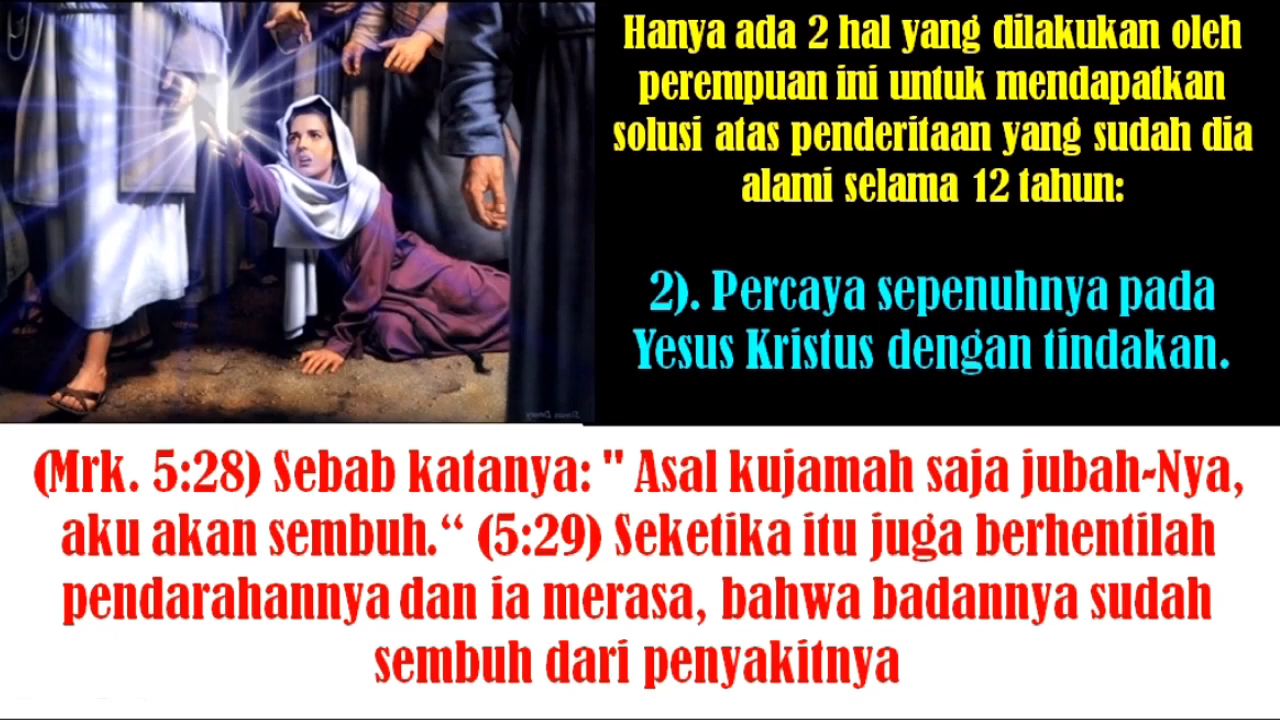 Hanya ada 2 hal yang dilakukan oleh
perempuan ini untuk mendapatkan
solusi atas penderitaan yang sudah dia
alami selama 12 tahun:
2). Percaya sepenuhnya pada
Yesus Kristus dengan tindakan.
(Mrk. 5:28) Sebab katanya: " Asal kujamah saja jubah-Nya,
aku akan sembuh.“ (5:29) Seketika itu juga berhentilah
pendarahannya dan ia merasa, bahwa badannya sudah
sembuh dari penyakitnya